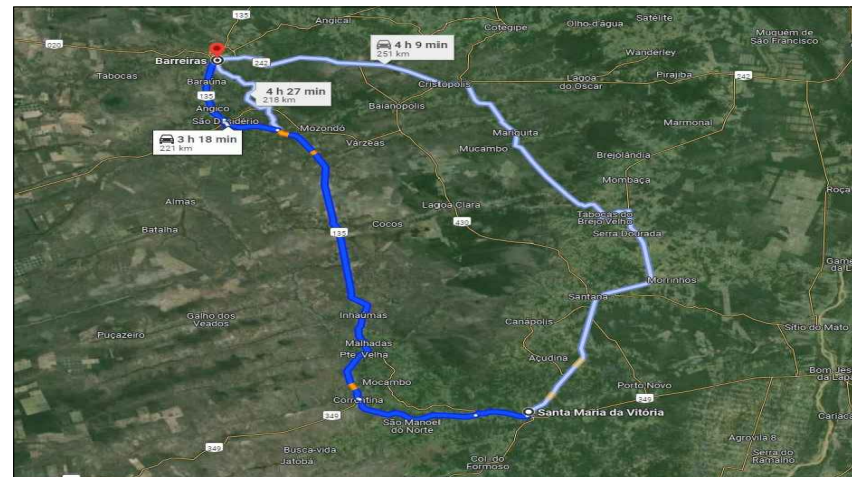 135
Angical
Cotegipe
Olho-d'água
Satélite
Muquém de
São Francisco
020
Barreiras
242
4 h 9 min
251 km
Wanderley
Tabocas
Baraúna
Cristópolis
Lagoa
do Oscar
Pirajiba
242
135
4 h 27 min
218 km
Baianópolis
Angico
São Desidério
Mozondó
Mariquita
Marmonal
3 h 18 min
221 km
Várzeas
Mucambo
Brejolândia
Mombaça
Roça
Almas
Lagoa Clara
Tabocas do
Brejo Velho
Batalha
Cocos
430
Serra Dourada
135
Morrinhos
Santana
Galho dos
Veados
Inhaúmas
Canápolis
Sítio do Mato
Puçazeiro
Malhadas
Pte. Velha
Açudina
Mocambo
Porto Novo
Bom Jes
da Lapa
Correntina
349
349
Santa Maria da Vitória
São Manoel
do Norte
Cariaca
349
Busca-vida
Jatobá
Col. do
Formoso
Agrovila 8
Serra do
Ramalho